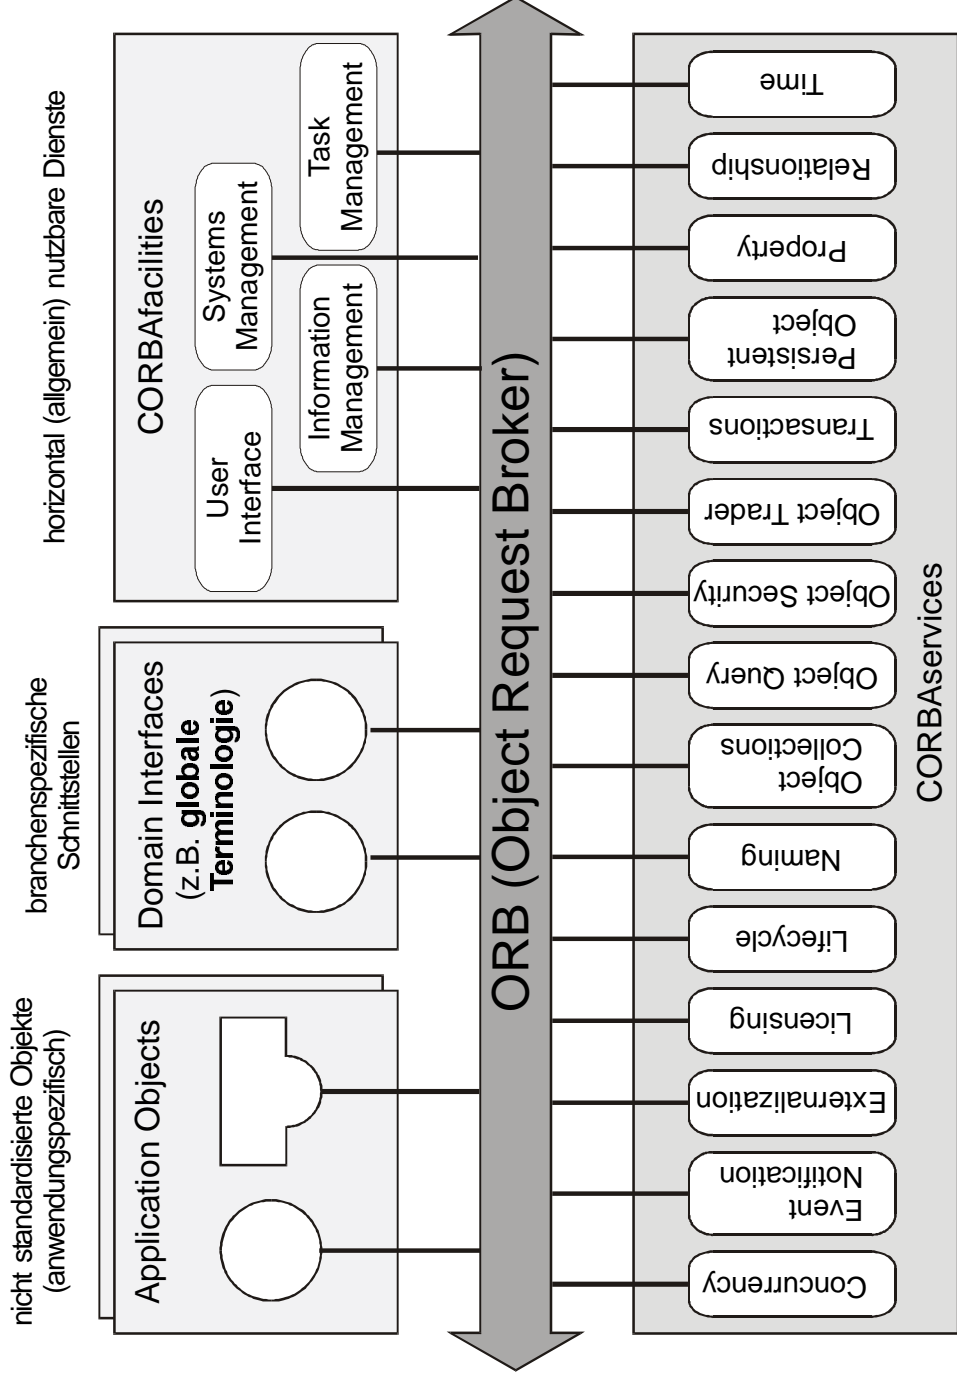 nicht standardisierte Objekte
(anwendungspezifisch)
branchenspezifische
Schnittstellen
horizontal (allgemein) nutzbare Dienste
Application Objects
Domain Interfaces
(z.B. globale
Terminologie)
CORBAfacilities
User
Interface
Systems
Management
Information
Management
Task
Management
ORB (Object Request Broker)
Concurrency
Event
Notification
Externalization
Licensing
Lifecycle
Naming
Object
Collections
Object Query
Object Security
Object Trader
Transactions
Persistent
Object
Property
Relationship
Time
CORBAservices